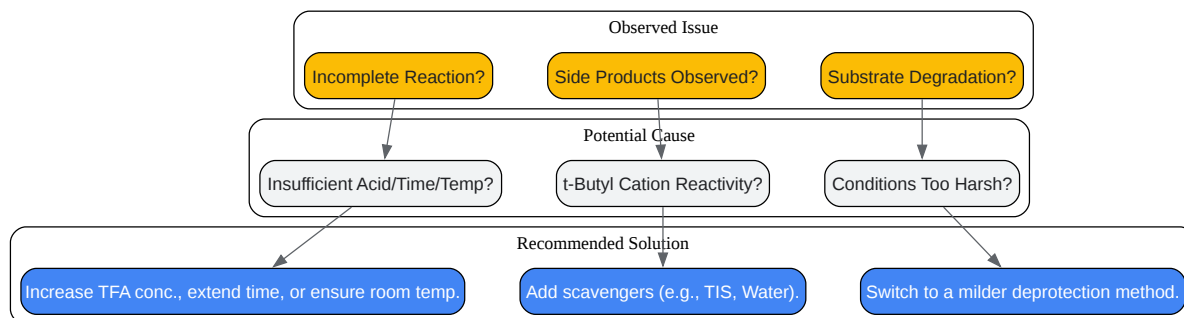 Observed Issue
Incomplete Reaction?
Side Products Observed?
Substrate Degradation?
Potential Cause
Insufficient Acid/Time/Temp?
t-Butyl Cation Reactivity?
Conditions Too Harsh?
Recommended Solution
Increase TFA conc., extend time, or ensure room temp.
Add scavengers (e.g., TIS, Water).
Switch to a milder deprotection method.